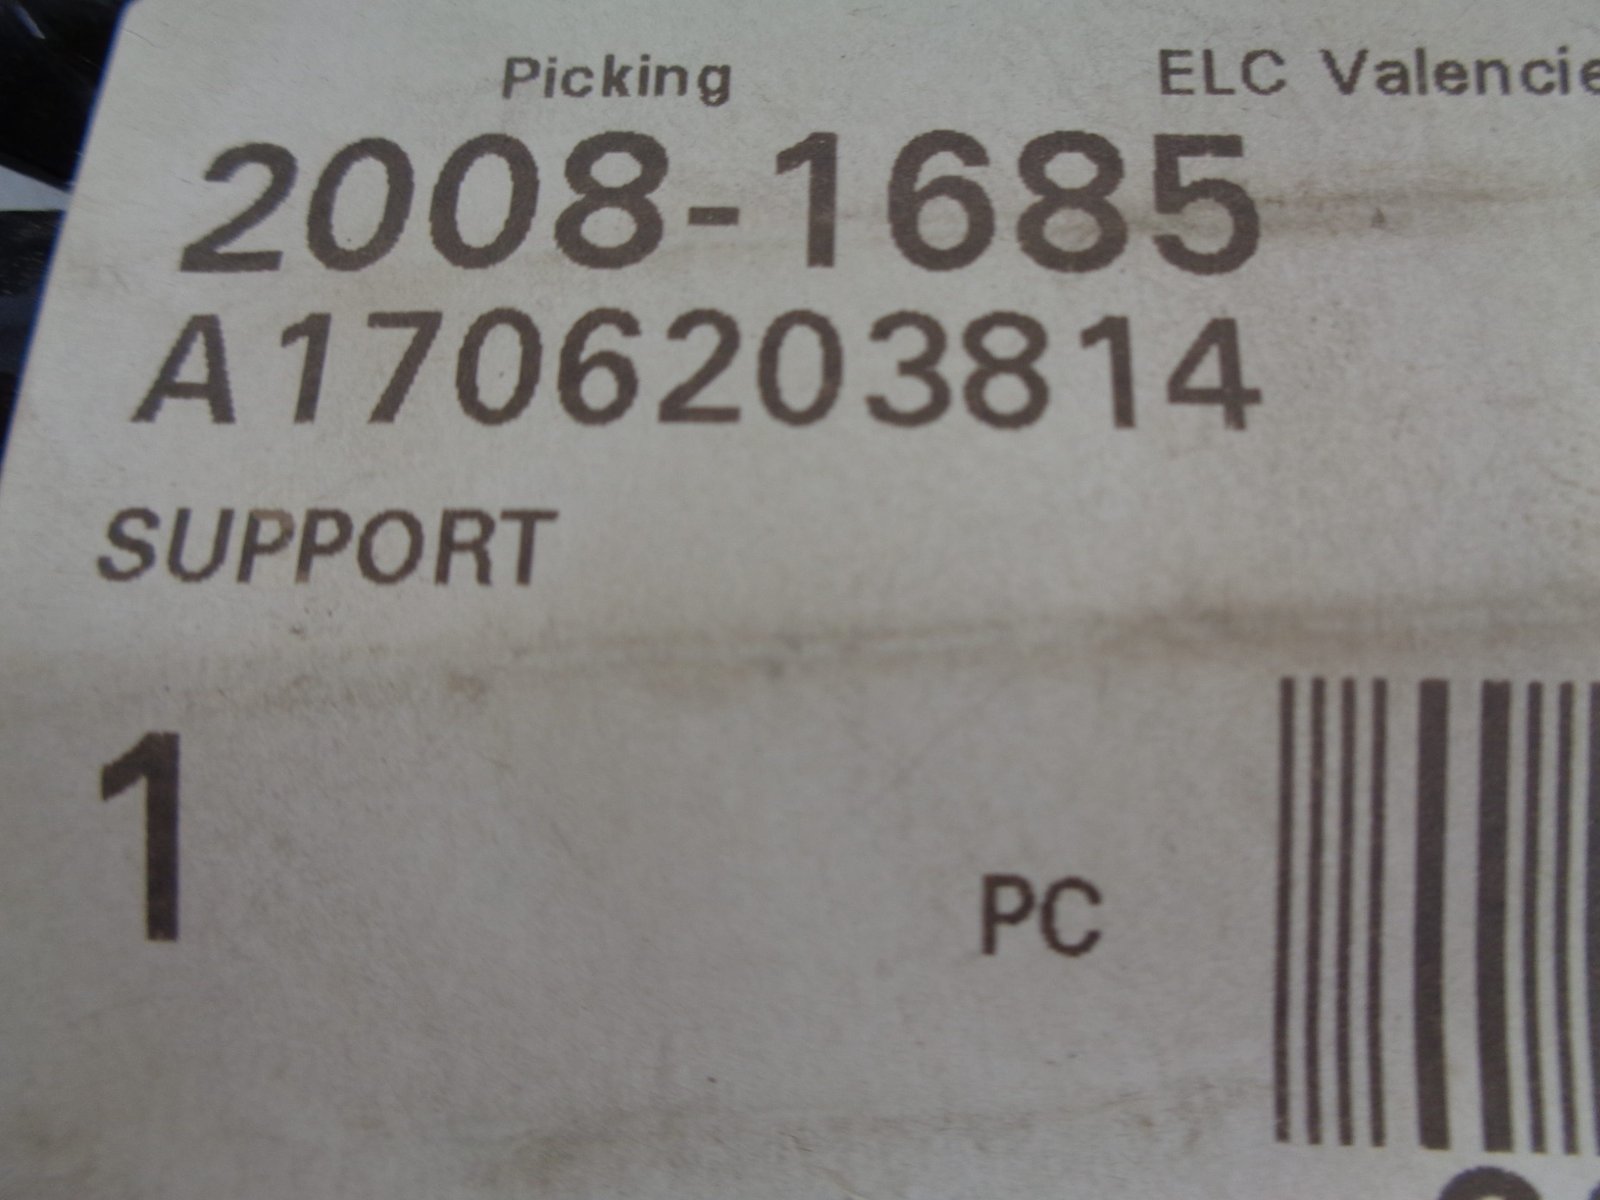 Picking ELC Valencie
2008-1685
A1706203814
SUPPORT
1 PC